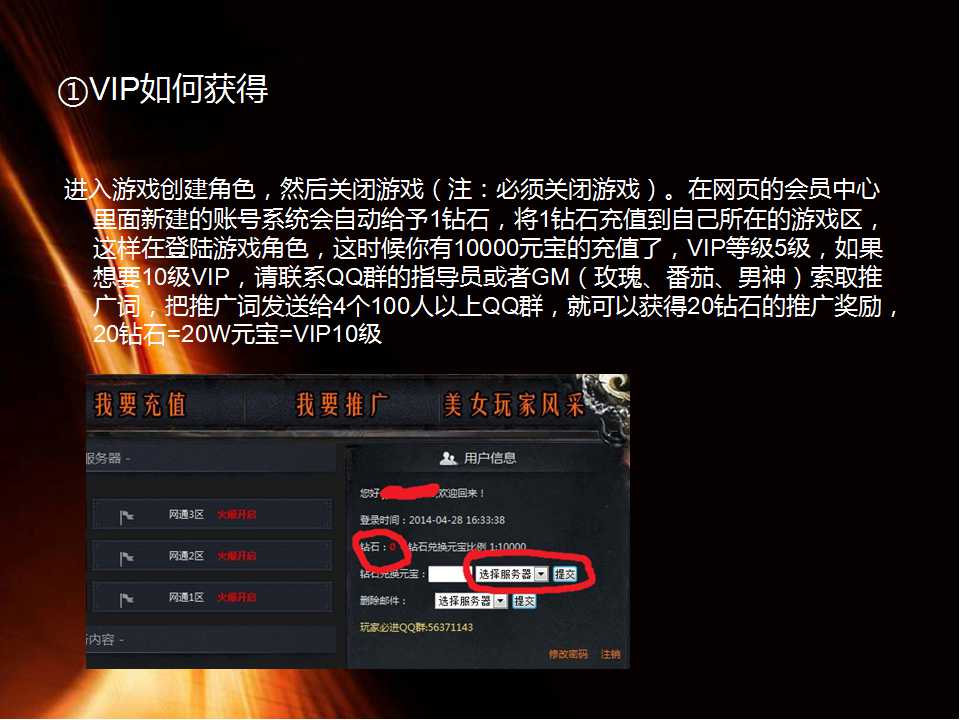 ①VIP如何获得
进入游戏创建角色，然后关闭游戏（注：必须关闭游戏）。在网页的会员中心
里面新建的账号系统会自动给予1钻石，将1钻石充值到自己所在的游戏区，
这样在登陆游戏角色，这时候你有10000元宝的充值了，VIP等级5级，如果
想要10级VIP，请联系QQ群的指导员或者GM（玫瑰、番茄、男神）索取推
广词，把推广词发送给4个100人以上QQ群，就可以获得20钻石的推广奖励，
20钻石=20W元宝=VIP10级
我要充值 我要推广 美女玩家风采
服务器 -
网通3区 火爆开启
网通2区 火爆开启
网通1区 火爆开启
内容 -
用户信息
您好 欢迎回来！
登录时间：2014-04-28 16:33:38
钻石：0 钻石兑换元宝比例 1:10000
钻石兑换元宝： 选择服务器 提交
删除邮件： 选择服务器 提交
玩家必进QQ群:56371143
修改密码 注销